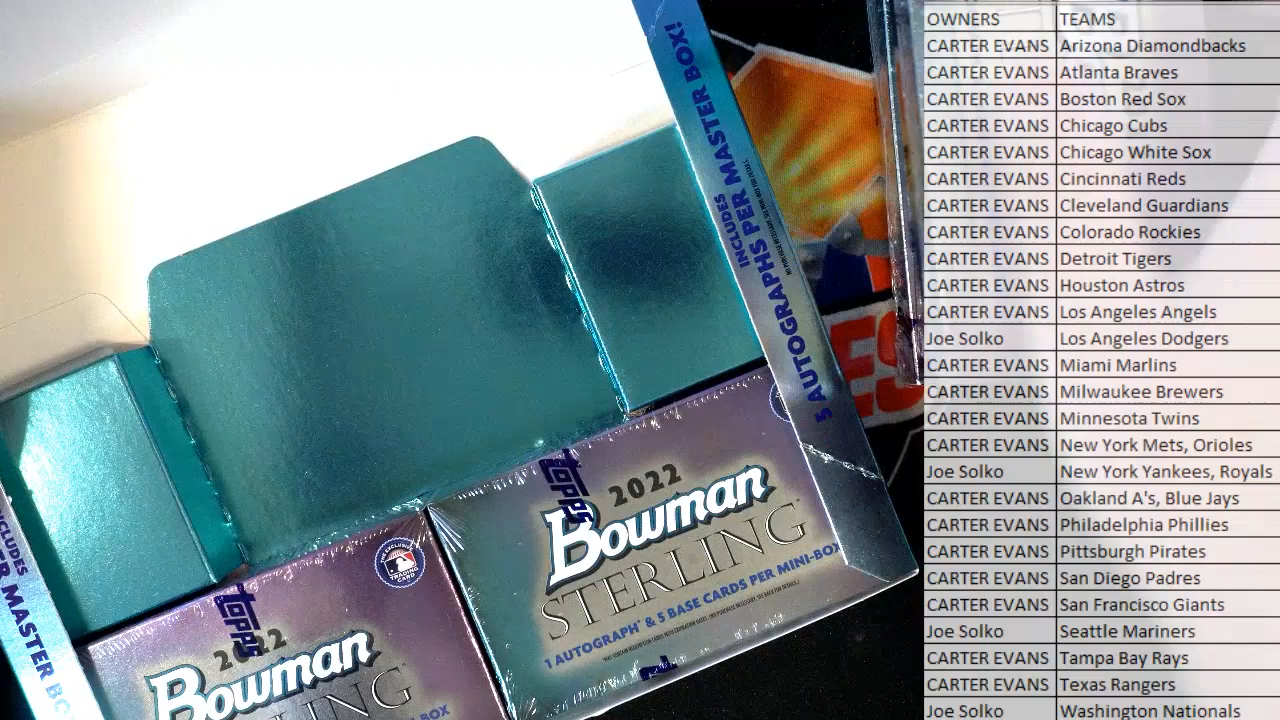 INCLUDES
5 AUTOGRAPHS PER MASTER BOX!
topps
2022
Bowman
STERLING
1 AUTOGRAPH* & 5 BASE CARDS PER MINI-BOX
topps
2022
Bowman
OWNERS TEAMS
CARTER EVANS Arizona Diamondbacks
CARTER EVANS Atlanta Braves
CARTER EVANS Boston Red Sox
CARTER EVANS Chicago Cubs
CARTER EVANS Chicago White Sox
CARTER EVANS Cincinnati Reds
CARTER EVANS Cleveland Guardians
CARTER EVANS Colorado Rockies
CARTER EVANS Detroit Tigers
CARTER EVANS Houston Astros
CARTER EVANS Los Angeles Angels
Joe Solko Los Angeles Dodgers
CARTER EVANS Miami Marlins
CARTER EVANS Milwaukee Brewers
CARTER EVANS Minnesota Twins
CARTER EVANS New York Mets, Orioles
Joe Solko New York Yankees, Royals
CARTER EVANS Oakland A's, Blue Jays
CARTER EVANS Philadelphia Phillies
CARTER EVANS Pittsburgh Pirates
CARTER EVANS San Diego Padres
CARTER EVANS San Francisco Giants
Joe Solko Seattle Mariners
CARTER EVANS Tampa Bay Rays
CARTER EVANS Texas Rangers
Joe Solko Washington Nationals